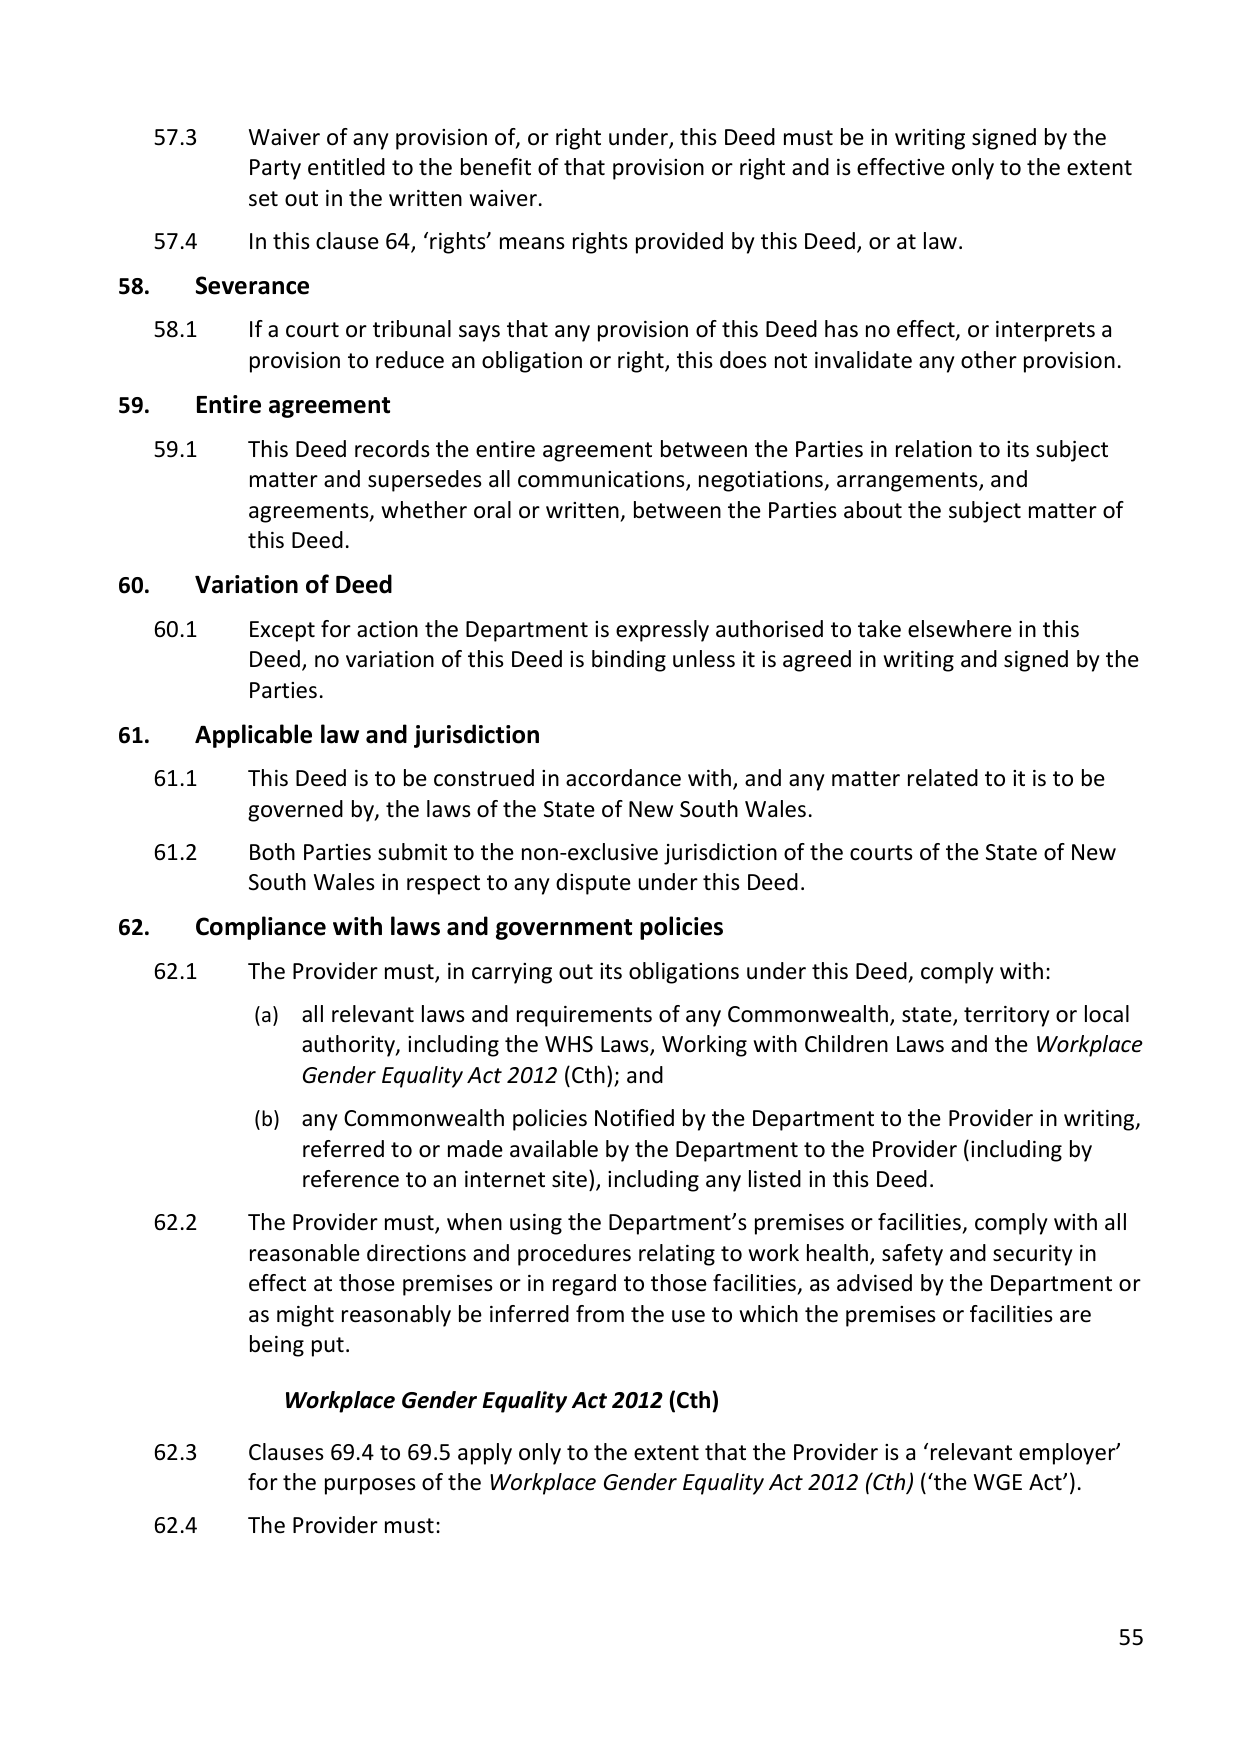 57.3 Waiver of any provision of, or right under, this Deed must be in writing signed by the
Party entitled to the benefit of that provision or right and is effective only to the extent
set out in the written waiver.
57.4 In this clause 64, ‘rights’ means rights provided by this Deed, or at law.
58. Severance
58.1 If a court or tribunal says that any provision of this Deed has no effect, or interprets a
provision to reduce an obligation or right, this does not invalidate any other provision.
59. Entire agreement
59.1 This Deed records the entire agreement between the Parties in relation to its subject
matter and supersedes all communications, negotiations, arrangements, and
agreements, whether oral or written, between the Parties about the subject matter of
this Deed.
60. Variation of Deed
60.1 Except for action the Department is expressly authorised to take elsewhere in this
Deed, no variation of this Deed is binding unless it is agreed in writing and signed by the
Parties.
61. Applicable law and jurisdiction
61.1 This Deed is to be construed in accordance with, and any matter related to it is to be
governed by, the laws of the State of New South Wales.
61.2 Both Parties submit to the non-exclusive jurisdiction of the courts of the State of New
South Wales in respect to any dispute under this Deed.
62. Compliance with laws and government policies
62.1 The Provider must, in carrying out its obligations under this Deed, comply with:
(a) all relevant laws and requirements of any Commonwealth, state, territory or local
authority, including the WHS Laws, Working with Children Laws and the Workplace
Gender Equality Act 2012 (Cth); and
(b) any Commonwealth policies Notified by the Department to the Provider in writing,
referred to or made available by the Department to the Provider (including by
reference to an internet site), including any listed in this Deed.
62.2 The Provider must, when using the Department’s premises or facilities, comply with all
reasonable directions and procedures relating to work health, safety and security in
effect at those premises or in regard to those facilities, as advised by the Department or
as might reasonably be inferred from the use to which the premises or facilities are
being put.
Workplace Gender Equality Act 2012 (Cth)
62.3 Clauses 69.4 to 69.5 apply only to the extent that the Provider is a ‘relevant employer’
for the purposes of the Workplace Gender Equality Act 2012 (Cth) (‘the WGE Act’).
62.4 The Provider must:
55